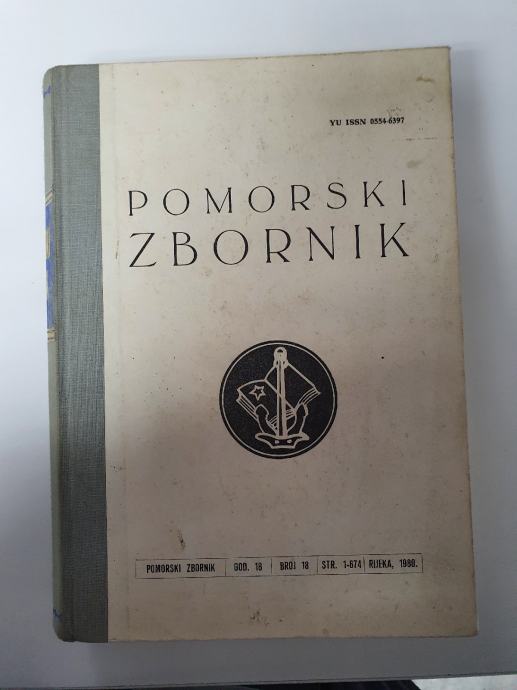 YU ISSN 0554-6397
POMORSKI
ZBORNIK
POMORSKI ZBORNIK GOD. 18 BROJ 18 STR. 1-674 RIJEKA, 1980.